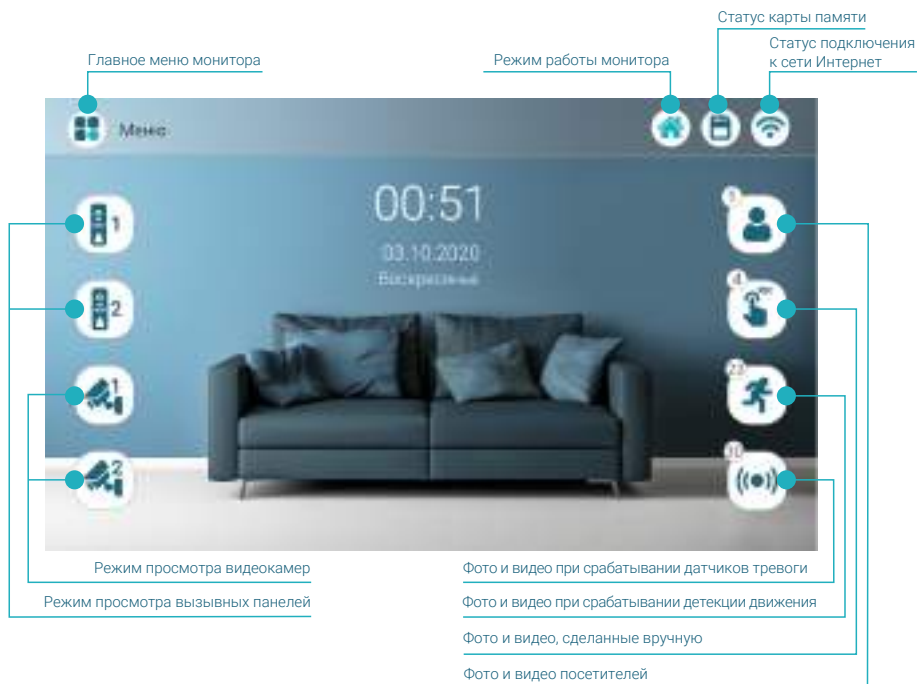 Статус карты памяти
Статус подключения
к сети Интернет
Главное меню монитора
Режим работы монитора
Меню
00:51
03.10.2020
Воскресенье
1
2
1
2
4
23
Режим просмотра видеокамер
Режим просмотра вызывных панелей
Фото и видео при срабатывании датчиков тревоги
Фото и видео при срабатывании детекции движения
Фото и видео, сделанные вручную
Фото и видео посетителей